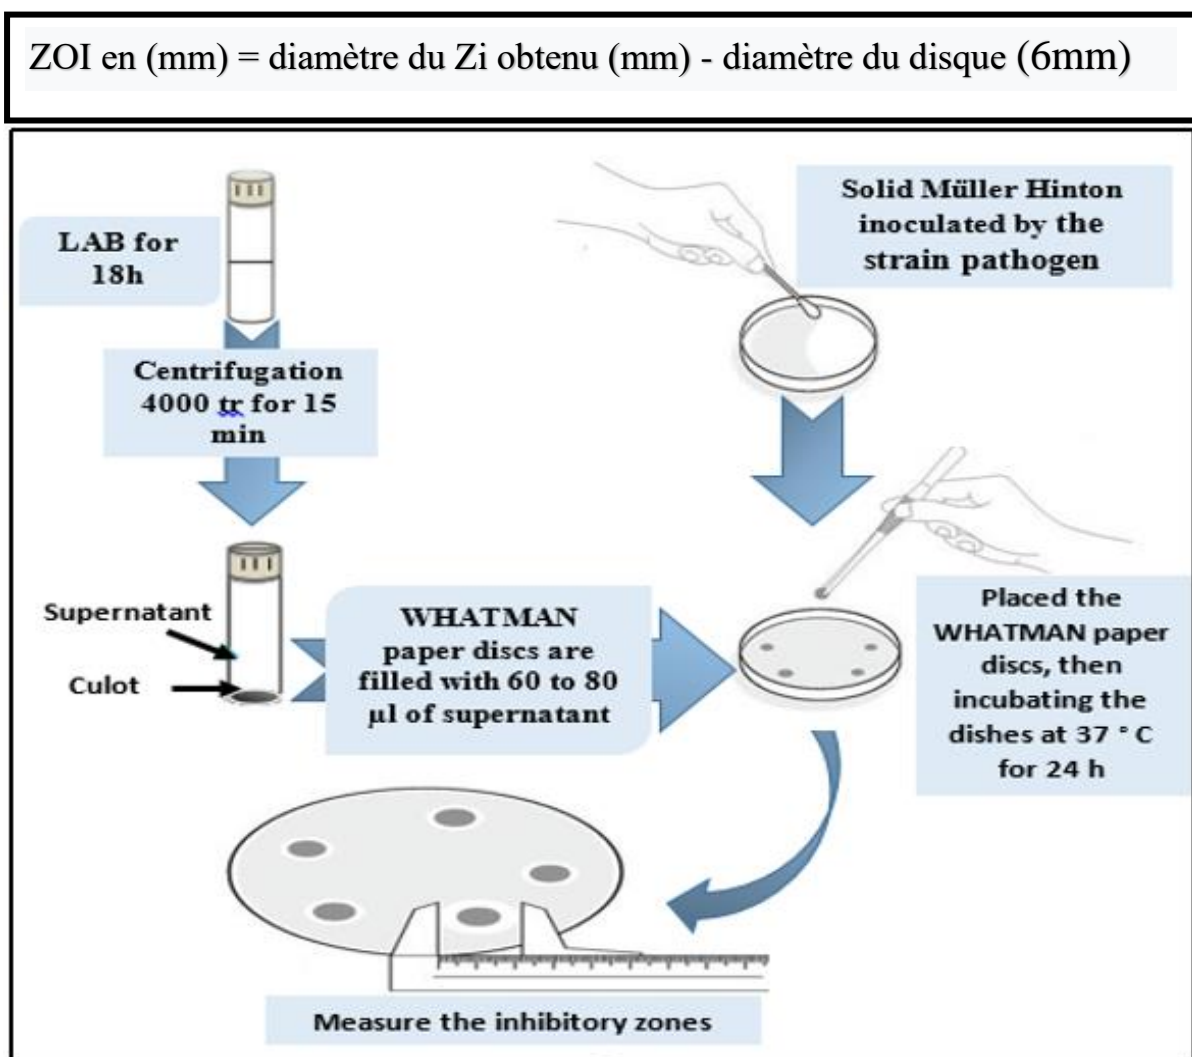 ZOI en (mm) = diamètre du Zi obtenu (mm) - diamètre du disque (6mm)
LAB for
18h
Solid Müller Hinton
inoculated by the
strain pathogen
Centrifugation
4000 tr for 15
min
Supernatant
Culot
WHATMAN
paper discs are
filled with 60 to 80
µl of supernatant
Placed the
WHATMAN paper
discs, then
incubating the
dishes at 37 ° C
for 24 h
Measure the inhibitory zones